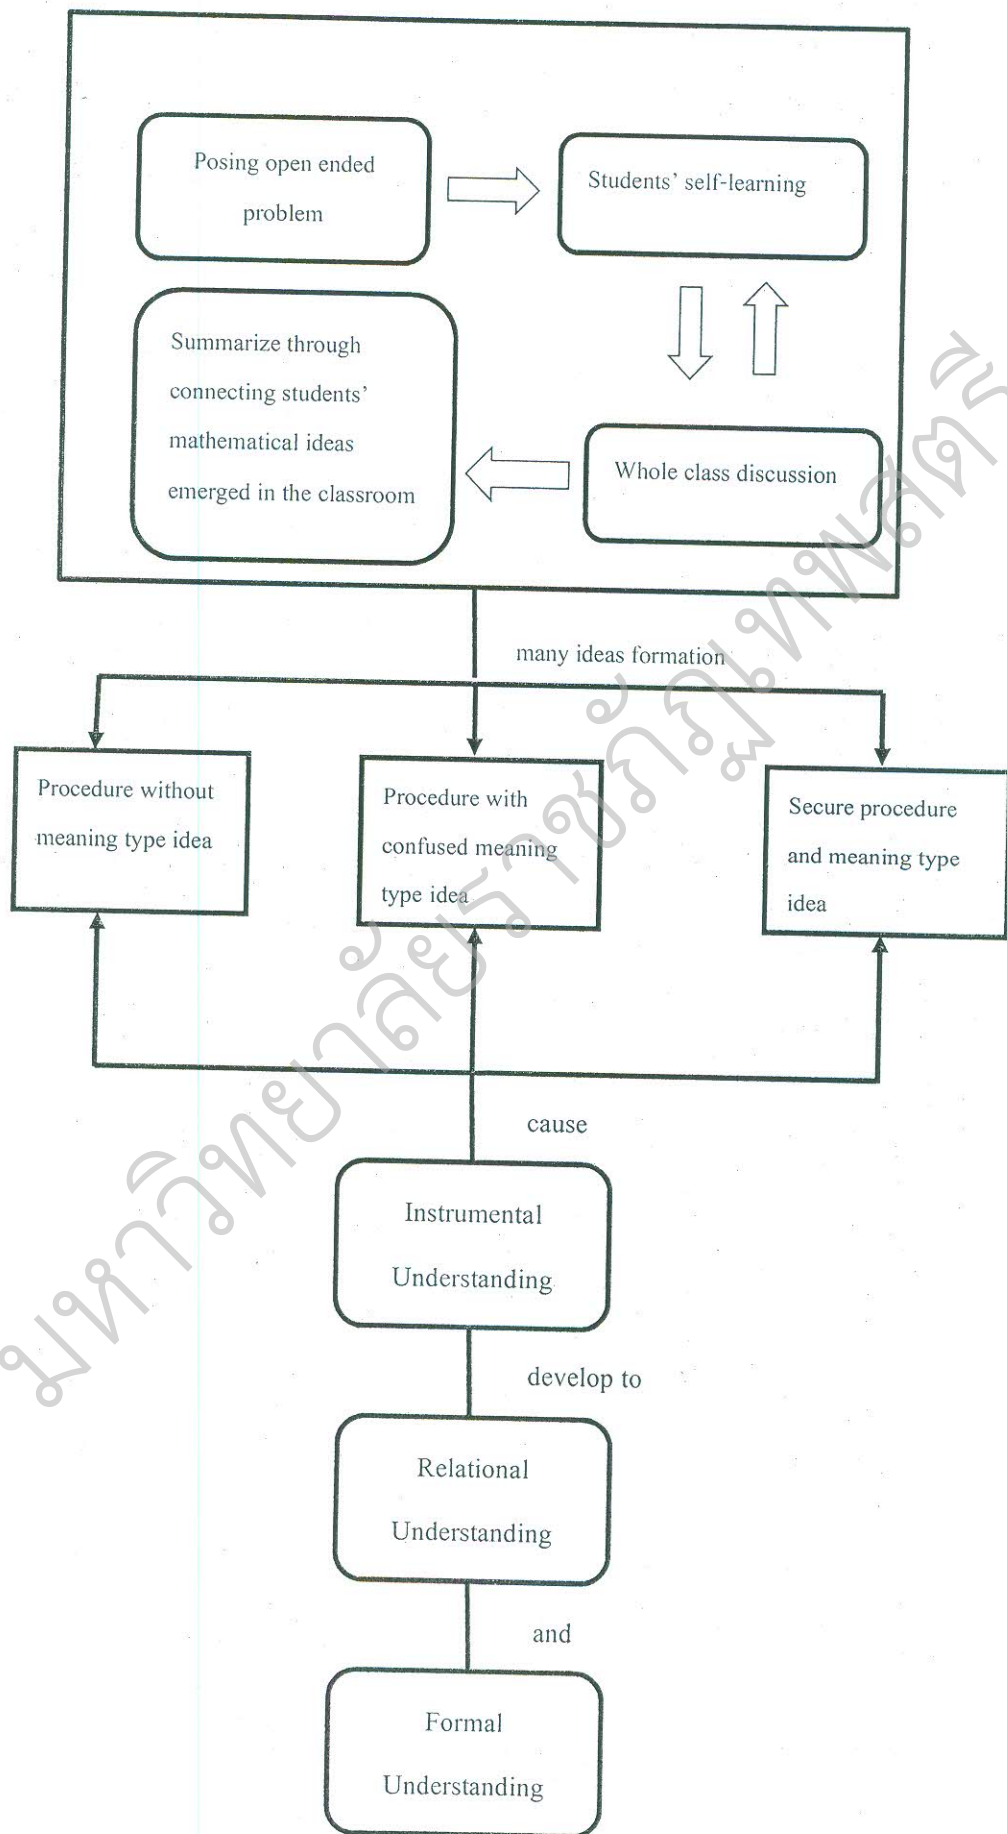 Posing open ended
problem
Students’ self-learning
Summarize through
connecting students’
mathematical ideas
emerged in the classroom
Whole class discussion
many ideas formation
Procedure without
meaning type idea
Procedure with
confused meaning
type idea
Secure procedure
and meaning type
idea
cause
Instrumental
Understanding
develop to
Relational
Understanding
and
Formal
Understanding
มหาวิทยาลัยราชภัฏเทพสตรี